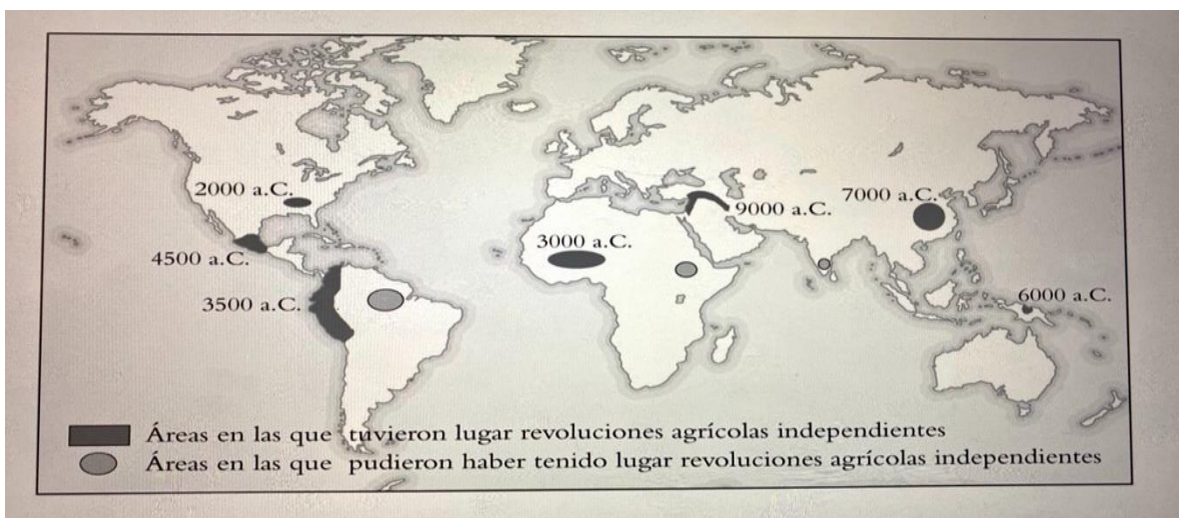 2000 a.C.
7000 a.C.
9000 a.C.
3000 a.C.
4500 a.C.
6000 a.C.
3500 a.C.
Áreas en las que tuvieron lugar revoluciones agrícolas independientes
Áreas en las que pudieron haber tenido lugar revoluciones agrícolas independientes